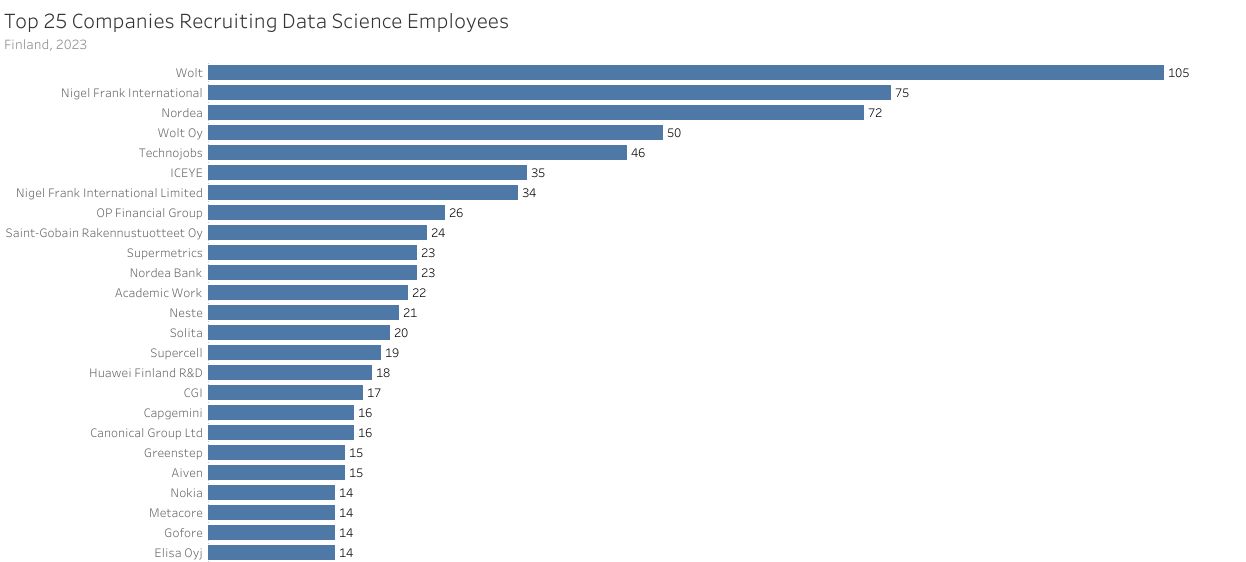 Top 25 Companies Recruiting Data Science Employees
Finland, 2023
Wolt 105
Nigel Frank International 75
Nordea 72
Wolt Oy 50
Technojobs 46
ICEYE 35
Nigel Frank International Limited 34
OP Financial Group 26
Saint-Gobain Rakennustuotteet Oy 24
Supermetrics 23
Nordea Bank 23
Academic Work 22
Neste 21
Solita 20
Supercell 19
Huawei Finland R&D 18
CGI 17
Capgemini 16
Canonical Group Ltd 16
Greenstep 15
Aiven 15
Nokia 14
Metacore 14
Gofore 14
Elisa Oyj 14